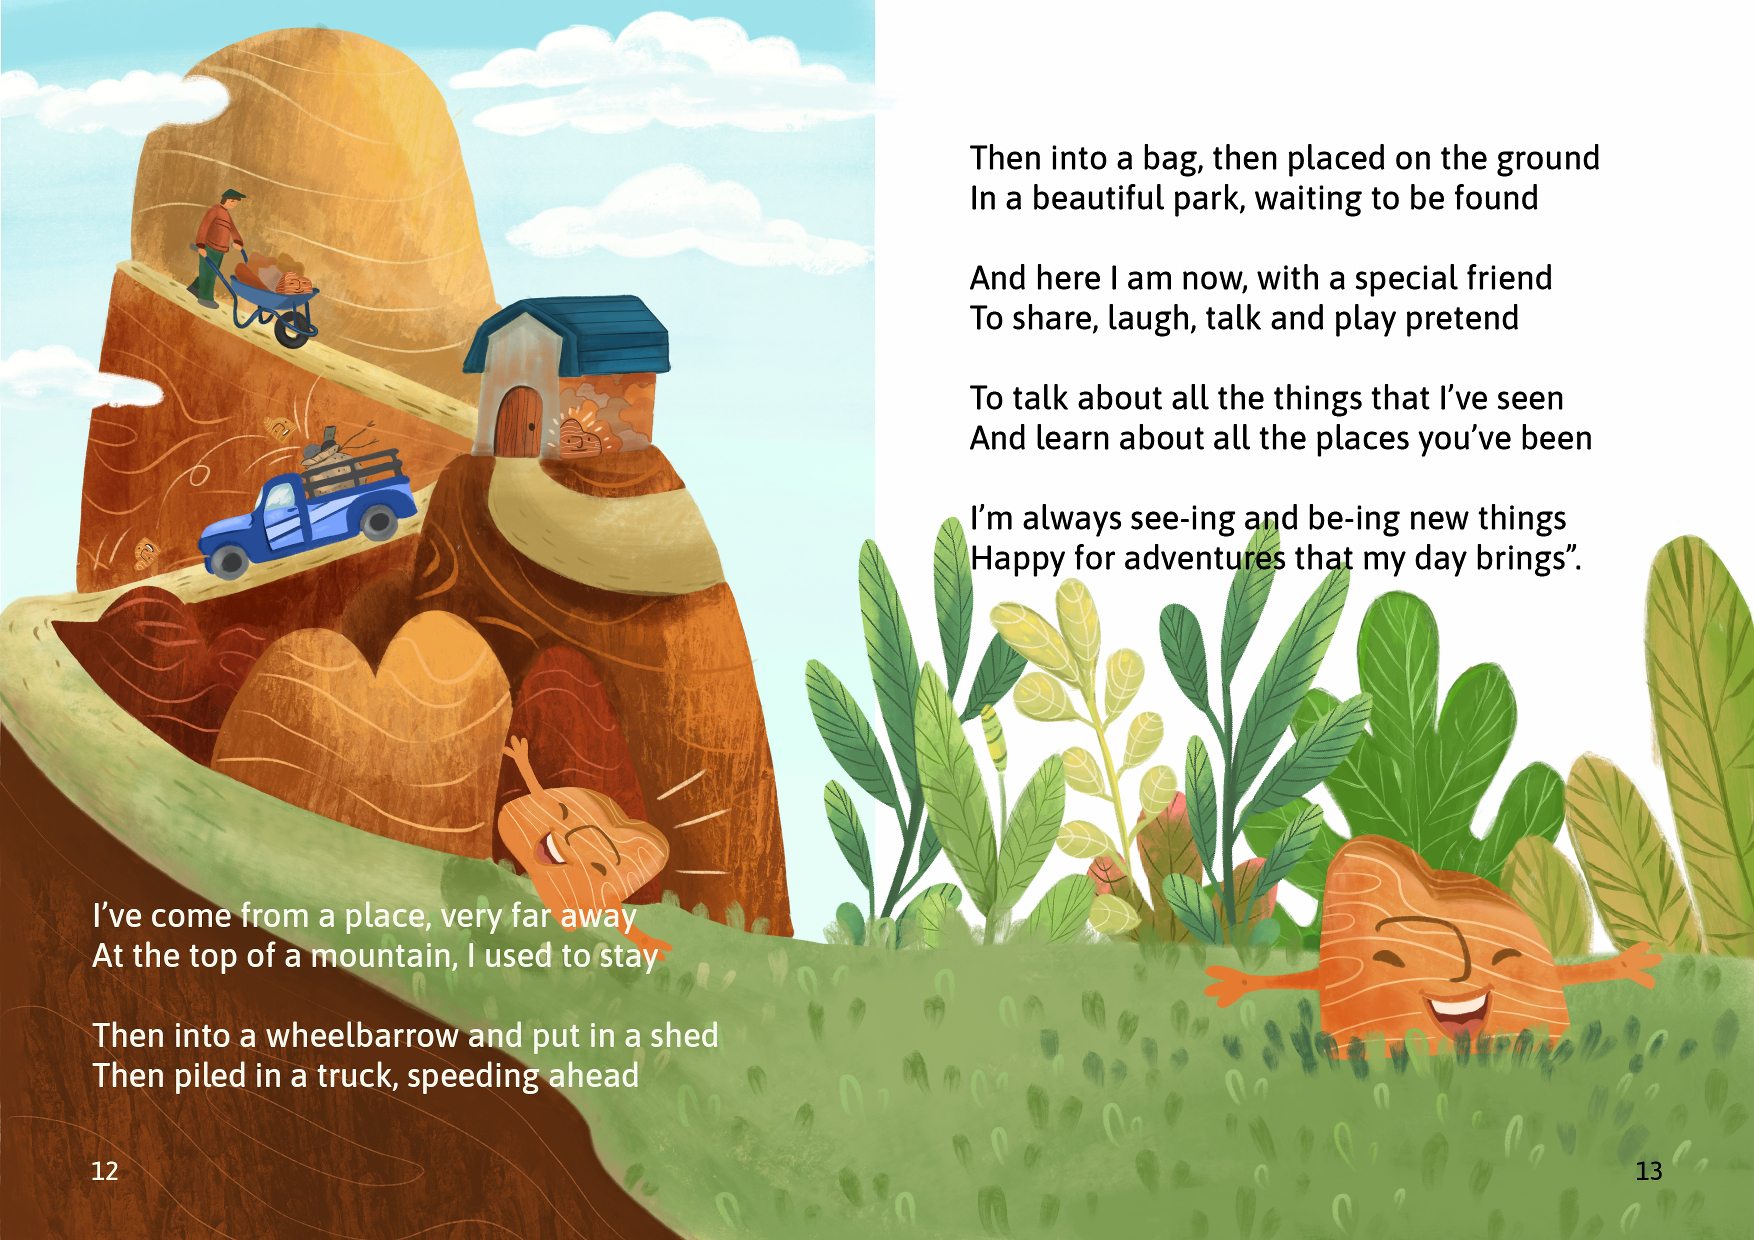 I've come from a place, very far away
At the top of a mountain, I used to stay
Then into a wheelbarrow and put in a shed
Then piled in a truck, speeding ahead
12
Then into a bag, then placed on the ground
In a beautiful park, waiting to be found
And here I am now, with a special friend
To share, laugh, talk and play pretend
To talk about all the things that I've seen
And learn about all the places you've been
I'm always see-ing and be-ing new things
Happy for adventures that my day brings”.
13